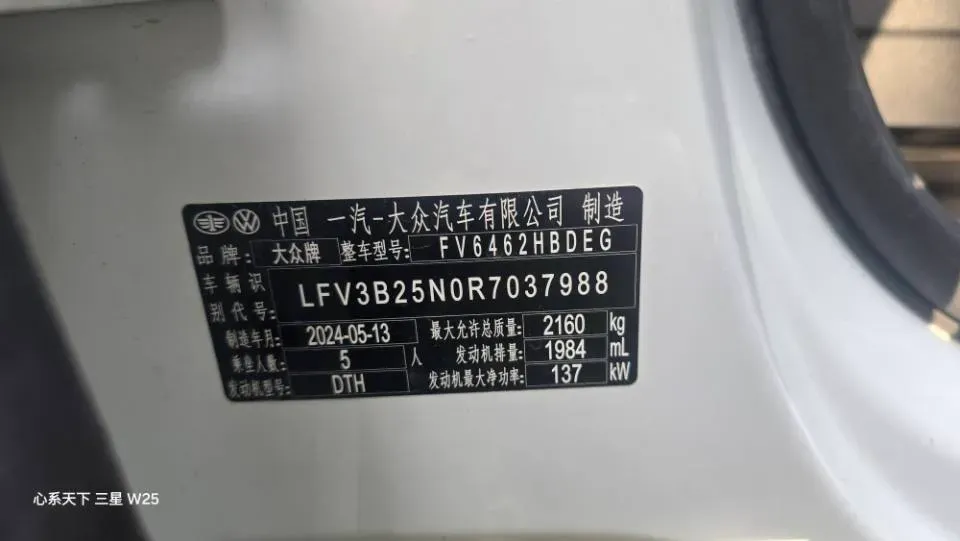 中国 一汽-大众汽车有限公司 制造
品牌: 大众牌 整车型号: FV6462HBDEG
车辆识别代号: LFV3B25N0R7037988
制造年月: 2024-05-13 最大允许总质量: 2160 kg
乘坐人数: 5 人 发动机排量: 1984 mL
发动机型号: DTH 发动机最大净功率: 137 kW
心系天下 三星 W25